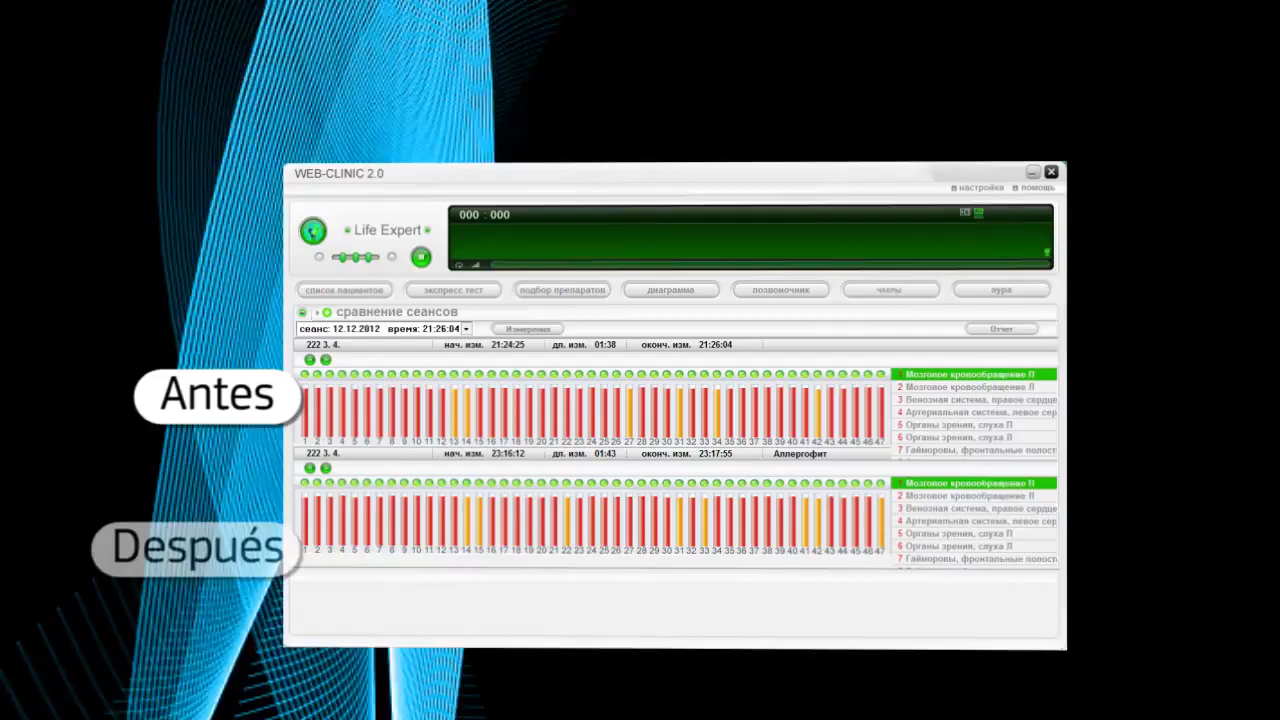 WEB-CLINIC 2.0
настройки помощь
000 : 000
Life Expert
список пациентов экспресс тест подбор препаратов диаграмма позвоночник ЧАКРЫ аура
сравнение сеансов
сеанс: 12.12.2012 время: 21:26:04 Измерения Отчет
222 3. 4. нач. изм. 21:24:25 дл. изм. 01:38 оконч. изм. 21:26:04
1 Мозговое кровообращение П
2 Мозговое кровообращение Л
3 Венозная система, правое сердце
4 Артериальная система, левое сер
5 Органы зрения, слуха П
6 Органы зрения, слуха Л
7 Гайморовы, фронтальные полост
Antes
1 2 3 4 5 6 7 8 9 10 11 12 13 14 15 16 17 18 19 20 21 22 23 24 25 26 27 28 29 30 31 32 33 34 35 36 37 38 39 40 41 42 43 44 45 46 47
222 3. 4. нач. изм. 23:16:12 дл. изм. 01:43 оконч. изм. 23:17:55 Аллергофит
1 Мозговое кровообращение П
2 Мозговое кровообращение Л
3 Венозная система, правое сердце
4 Артериальная система, левое сер
5 Органы зрения, слуха П
6 Органы зрения, слуха Л
7 Гайморовы, фронтальные полост
Después
1 2 3 4 5 6 7 8 9 10 11 12 13 14 15 16 17 18 19 20 21 22 23 24 25 26 27 28 29 30 31 32 33 34 35 36 37 38 39 40 41 42 43 44 45 46 47